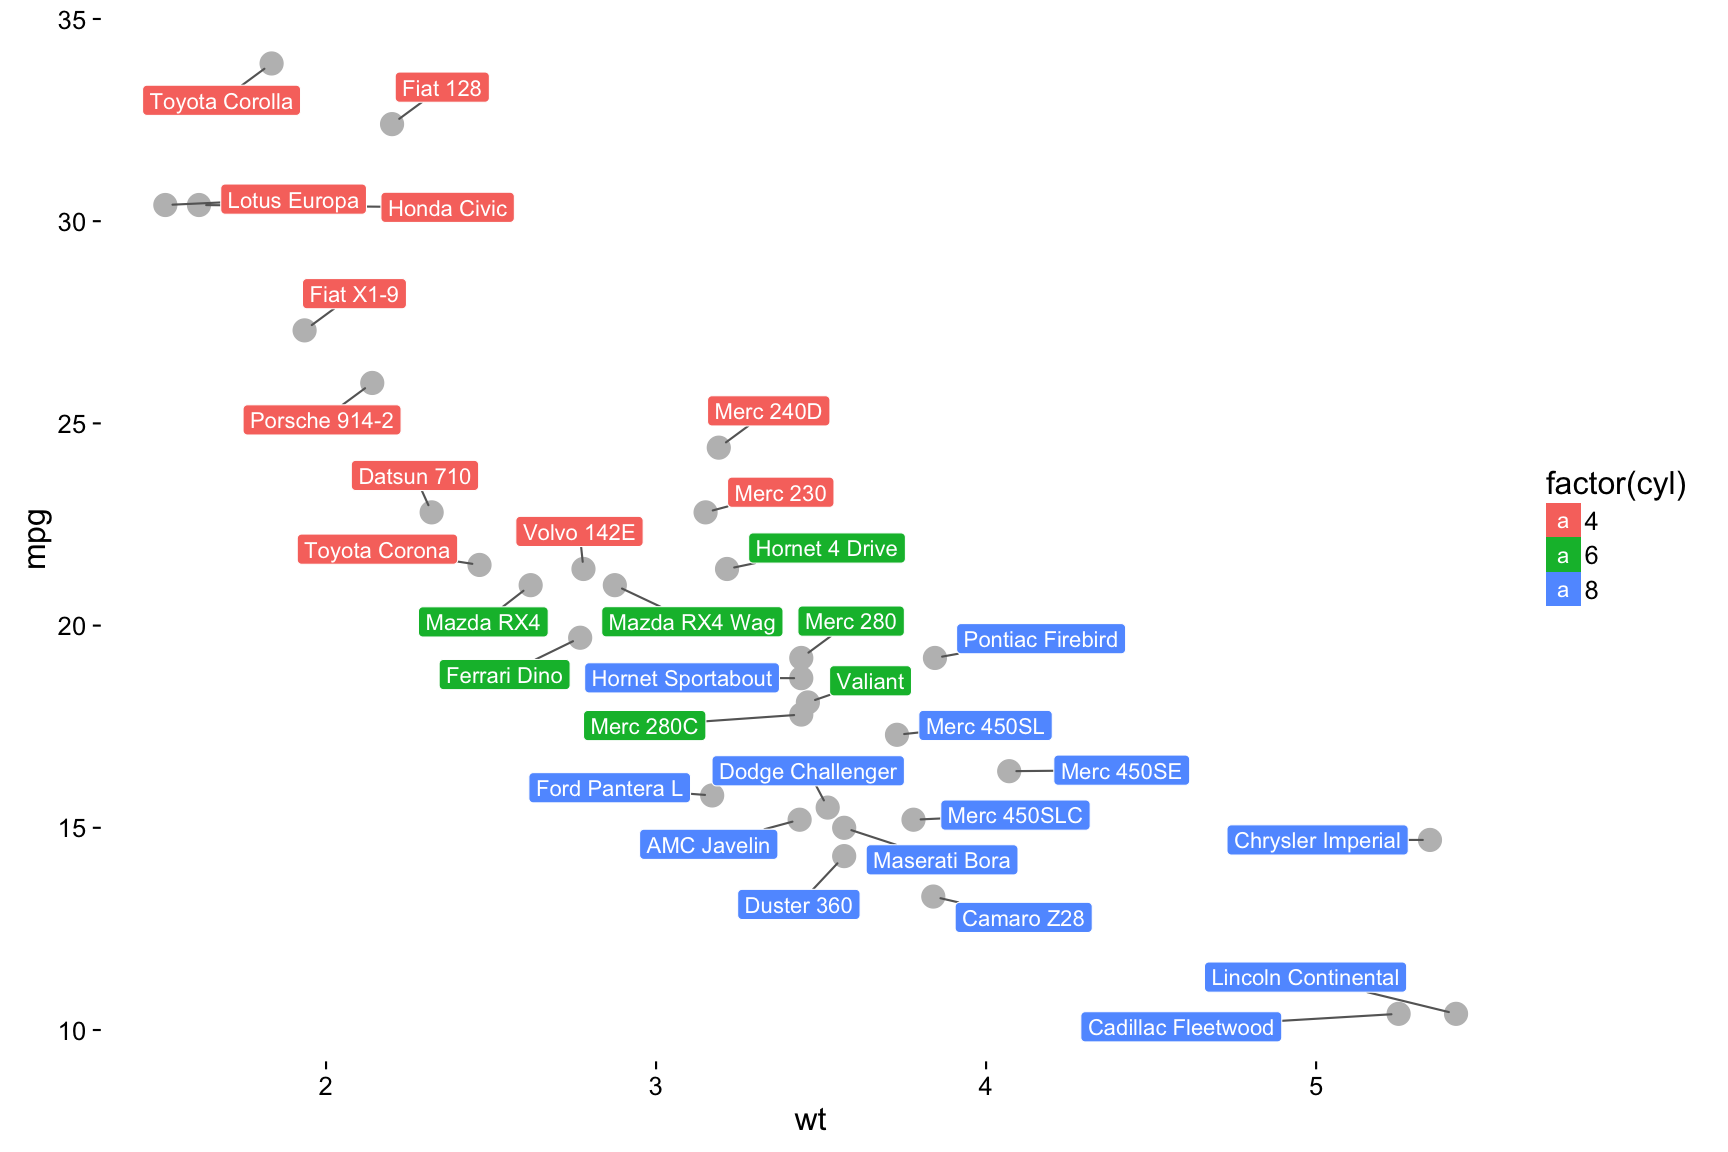 35
Toyota Corolla
Fiat 128
Lotus Europa
Honda Civic
30
Fiat X1-9
Porsche 914-2
25
Merc 240D
Datsun 710
Merc 230
mpg
Volvo 142E
Toyota Corona
Hornet 4 Drive
Mazda RX4
Mazda RX4 Wag
Merc 280
20
Pontiac Firebird
Ferrari Dino
Hornet Sportabout
Valiant
Merc 280C
Merc 450SL
Dodge Challenger
Merc 450SE
Ford Pantera L
Merc 450SLC
15
AMC Javelin
Chrysler Imperial
Maserati Bora
Duster 360
Camaro Z28
Lincoln Continental
Cadillac Fleetwood
10
2 3 4 5
wt
factor(cyl)
a 4
a 6
a 8